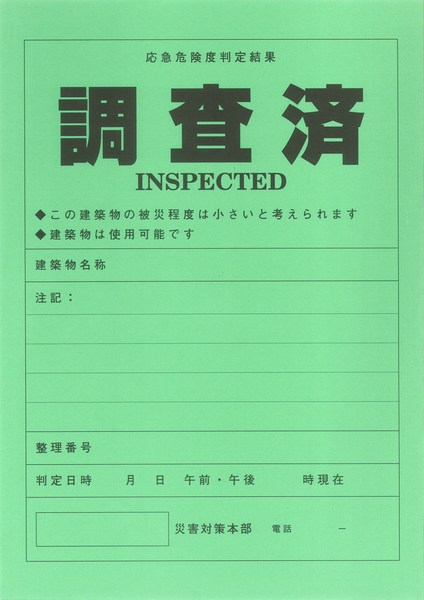 応急危険度判定結果
調査済
INSPECTED
◆この建築物の被災程度は小さいと考えられます
◆建築物は使用可能です
建築物名称
注記：
整理番号
判定日時　月　日　午前・午後　時現在
災害対策本部　電話　－